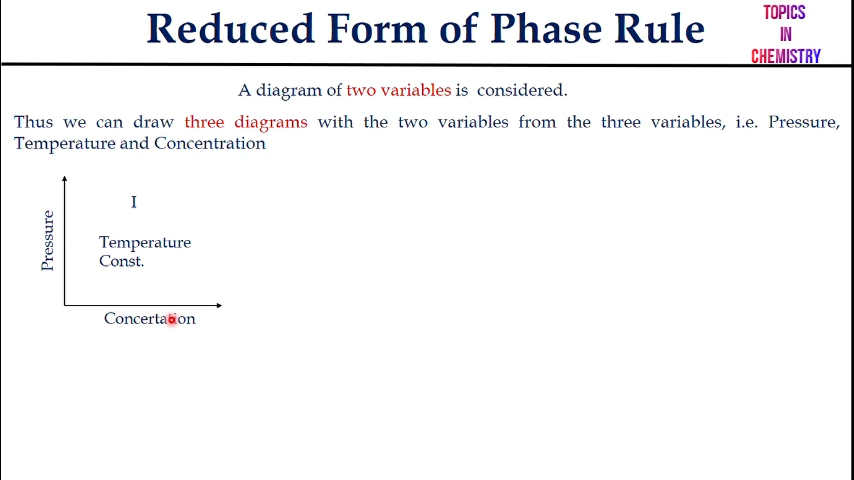 Reduced Form of Phase Rule
TOPICS
IN
CHEMISTRY
A diagram of two variables is considered.
Thus we can draw three diagrams with the two variables from the three variables, i.e. Pressure,
Temperature and Concentration
I
Pressure
Temperature
Const.
Concertation